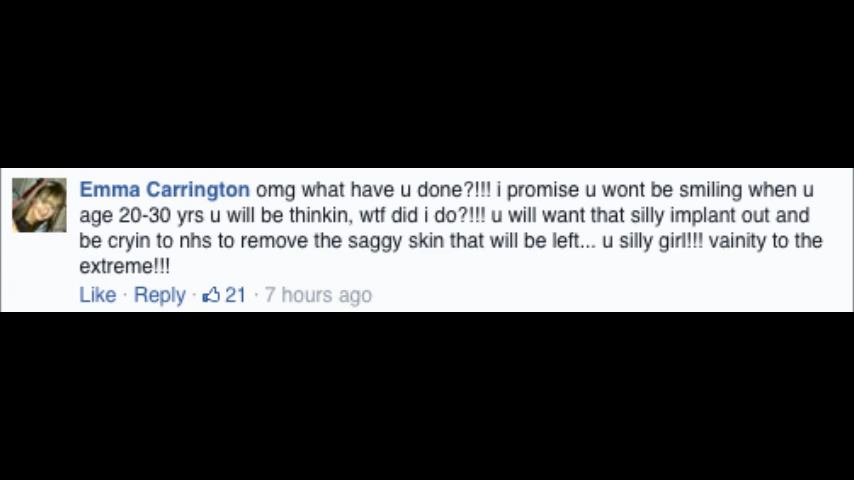 Emma Carrington omg what have u done?!!! i promise u wont be smiling when u
age 20-30 yrs u will be thinkin, wtf did i do?!!! u will want that silly implant out and
be cryin to nhs to remove the saggy skin that will be left... u silly girl!!! vainity to the
extreme!!!
Like · Reply · 21 · 7 hours ago